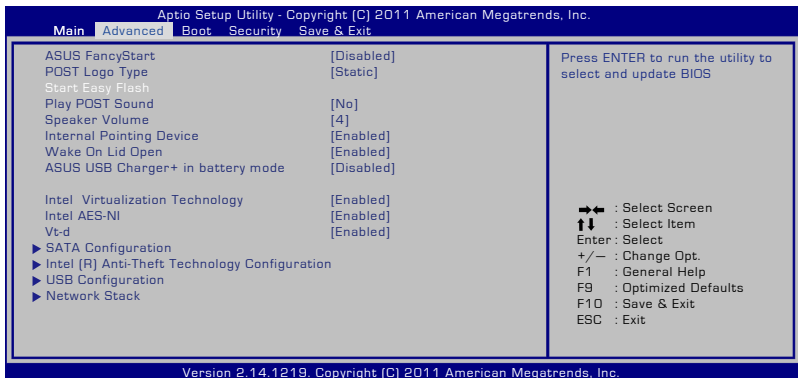 Aptio Setup Utility - Copyright (C) 2011 American Megatrends, Inc.
Main Advanced Boot Security Save & Exit
ASUS FancyStart [Disabled]
POST Logo Type [Static]
Start Easy Flash
Play POST Sound [No]
Speaker Volume [4]
Internal Pointing Device [Enabled]
Wake On Lid Open [Enabled]
ASUS USB Charger+ in battery mode [Disabled]
Intel Virtualization Technology [Enabled]
Intel AES-NI [Enabled]
Vt-d [Enabled]
▶ SATA Configuration
▶ Intel (R) Anti-Theft Technology Configuration
▶ USB Configuration
▶ Network Stack
Press ENTER to run the utility to
select and update BIOS
→← : Select Screen
↑↓ : Select Item
Enter : Select
+/— : Change Opt.
F1 : General Help
F9 : Optimized Defaults
F10 : Save & Exit
ESC : Exit
Version 2.14.1219. Copyright (C) 2011 American Megatrends, Inc.